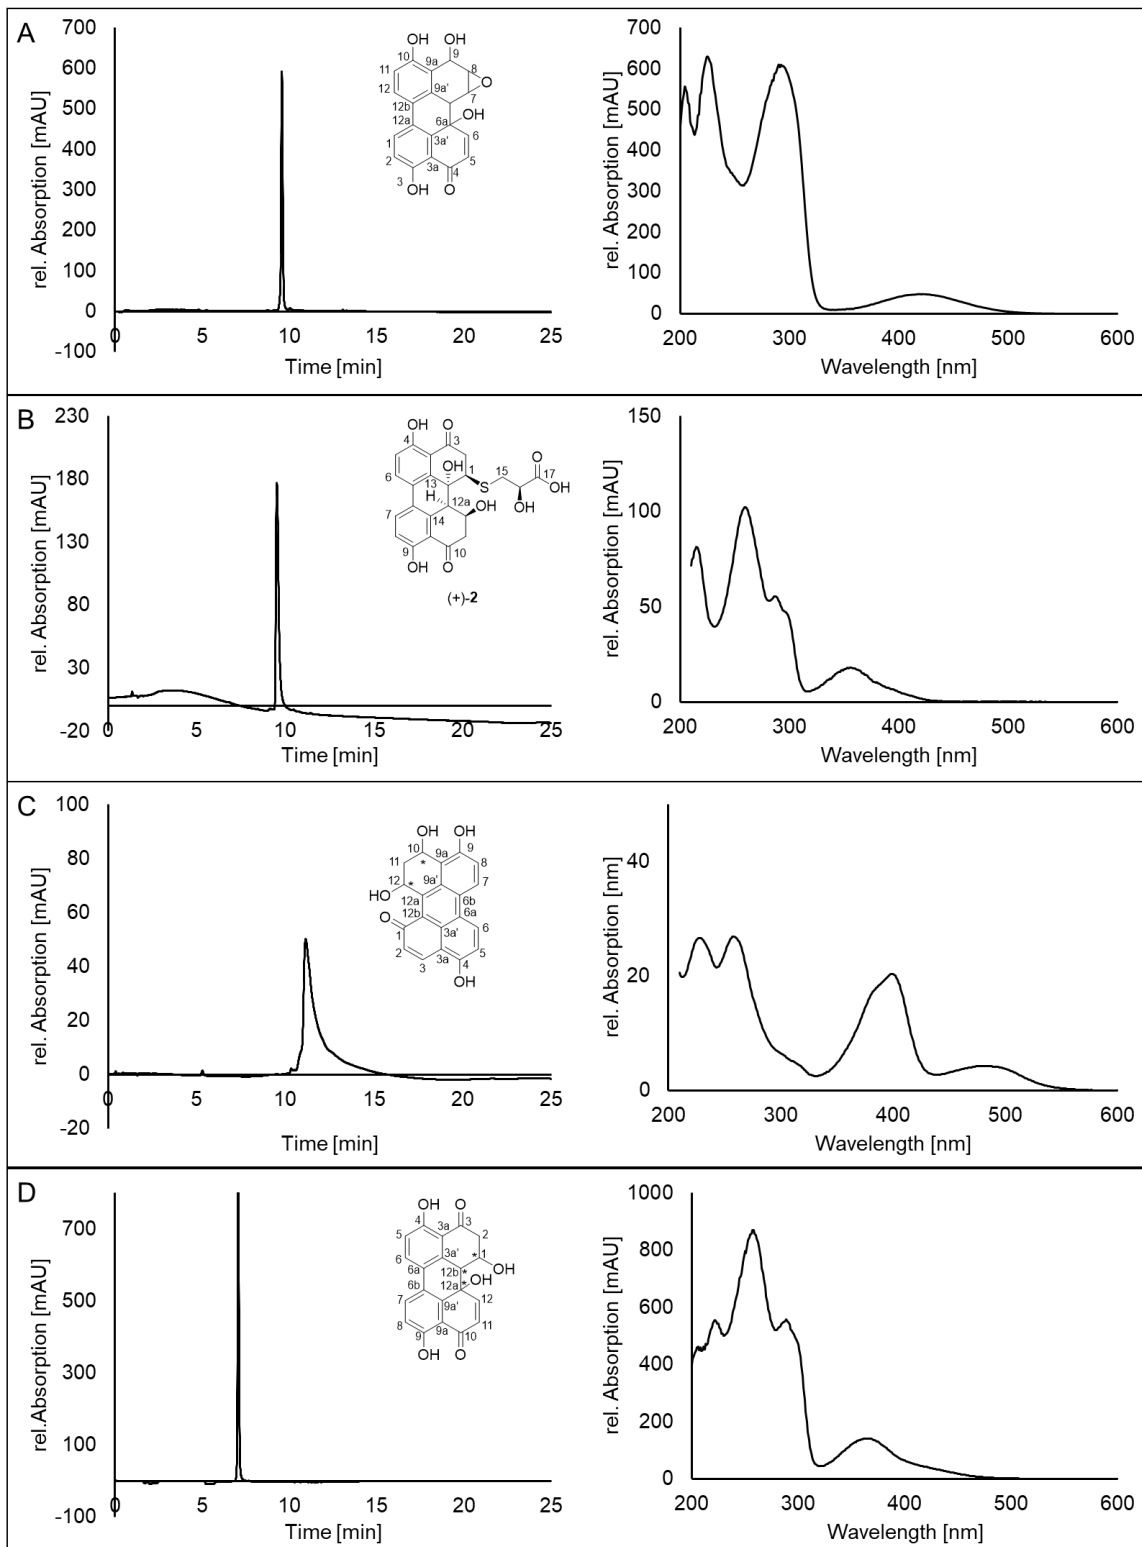 A
rel. Absorption [mAU]
700
600
500
400
300
200
100
0
-100
0 5 10 15 20 25
Time [min]
OH OH
10 9
9a
11 8
O
12 9a' 7
12b OH
12a 6a
6
1 3a'
2 3a 5
3 4
OH O
rel. Absorption [mAU]
700
600
500
400
300
200
100
0
200 300 400 500 600
Wavelength [nm]
B
rel. Absorption [mAU]
230
180
130
80
30
-20
0 5 10 15 20 25
Time [min]
OH O
4 3
OH 1 15 O
6 13 S 17 OH
H 12a OH OH
7 14
9 10
OH O
(+)-2
rel. Absorption [mAU]
150
100
50
0
200 300 400 500 600
Wavelength [nm]
C
rel. Absorption [mAU]
100
80
60
40
20
0
-20
0 5 10 15 20 25
Time [min]
OH OH
10 9
11 * 9a 8
12 9a' 7
* 12a 6b
HO
12b 6a
O
1 3a' 6
2 3a 5
3 4
OH
rel. Absorption [nm]
40
20
0
200 300 400 500 600
Wavelength [nm]
D
rel.Absorption [mAU]
700
500
300
100
-100
0 5 10 15 20 25
Time [min]
OH O
4 3
5 3a 2
6 3a' 1 *
6a 12b * OH
6b 12a OH
*
7 9a' 12
8 9a 11
9 10
OH O
rel. Absorption [mAU]
1000
800
600
400
200
0
200 300 400 500 600
Wavelength [nm]